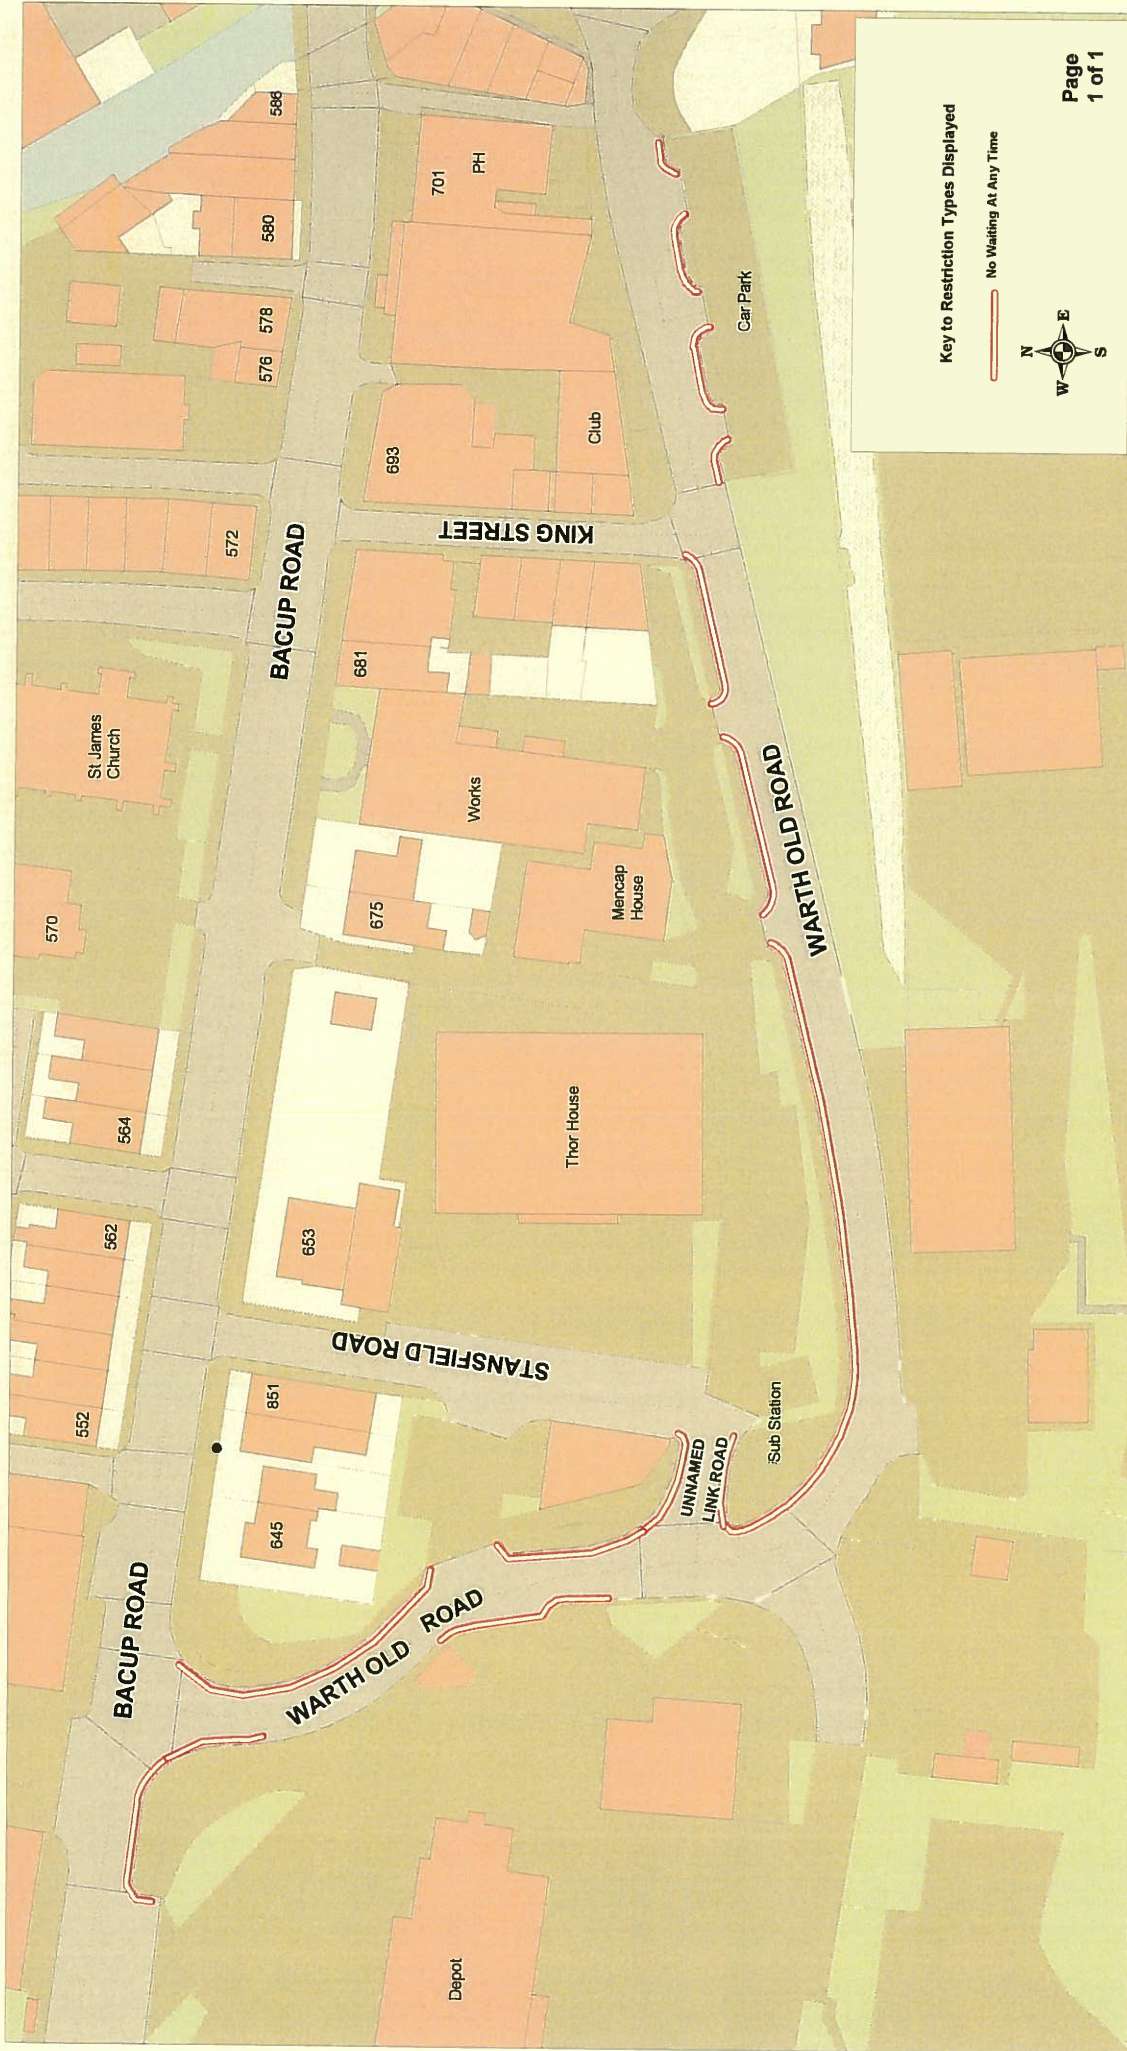 586
580
578
576
572
St James
Church
570
564
562
552
BACUP ROAD
BACUP ROAD
701
PH
693
Club
KING STREET
681
Works
675
Mencap
House
Thor House
653
STANSFIELD ROAD
851
645
Sub Station
UNNAMED
LINK ROAD
WARTH OLD ROAD
WARTH OLD ROAD
Car Park
Depot
Key to Restriction Types Displayed
No Waiting At Any Time
N
W
E
S
Page
1 of 1